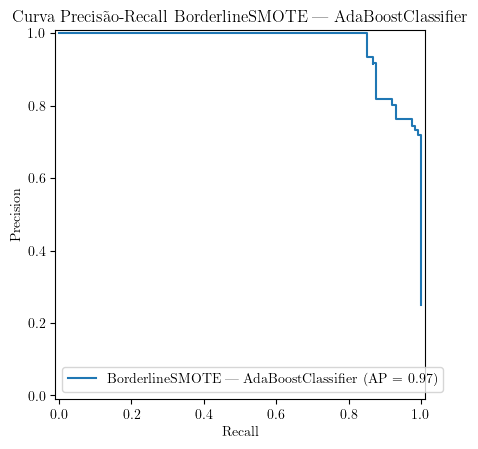 Curva Precisão-Recall BorderlineSMOTE — AdaBoostClassifier
1.0
0.8
0.6
0.4
0.2
0.0
Precision
BorderlineSMOTE — AdaBoostClassifier (AP = 0.97)
0.0 0.2 0.4 0.6 0.8 1.0
Recall